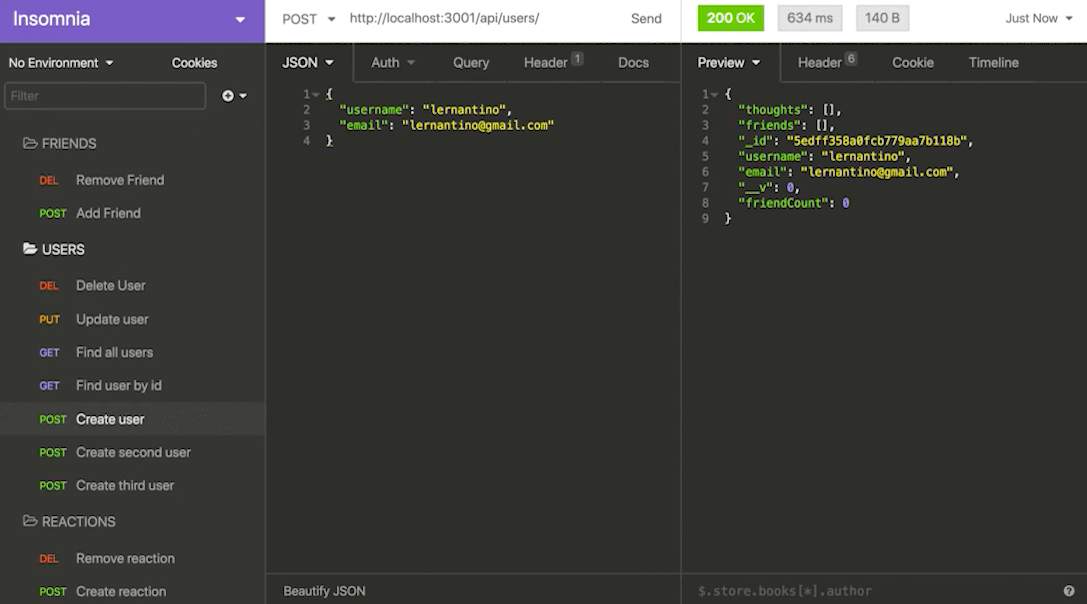 Insomnia
POST http://localhost:3001/api/users/ Send
200 OK 634 ms 140 B Just Now
No Environment Cookies
JSON Auth Query Header 1 Docs
Preview Header 6 Cookie Timeline
Filter
FRIENDS
DEL Remove Friend
POST Add Friend
USERS
DEL Delete User
PUT Update user
GET Find all users
GET Find user by id
POST Create user
POST Create second user
POST Create third user
REACTIONS
DEL Remove reaction
POST Create reaction
1 {
2 "username": "lernantino",
3 "email": "lernantino@gmail.com"
4 }
Beautify JSON
1 {
2 "thoughts": [],
3 "friends": [],
4 "_id": "5edff358a0fcb779aa7b118b",
5 "username": "lernantino",
6 "email": "lernantino@gmail.com",
7 "__v": 0,
8 "friendCount": 0
9 }
$.store.books[*].author